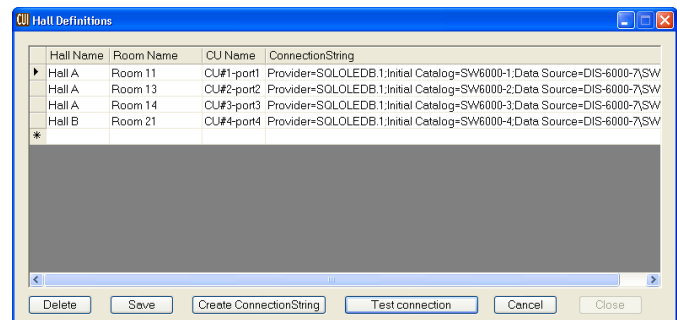 CUI Hall Definitions
Hall Name Room Name CU Name ConnectionString
Hall A Room 11 CU#1-port1 Provider=SQLOLEDB.1;Initial Catalog=SW6000-1;Data Source=DIS-6000-7\SW
Hall A Room 13 CU#2-port2 Provider=SQLOLEDB.1;Initial Catalog=SW6000-2;Data Source=DIS-6000-7\SW
Hall A Room 14 CU#3-port3 Provider=SQLOLEDB.1;Initial Catalog=SW6000-3;Data Source=DIS-6000-7\SW
Hall B Room 21 CU#4-port4 Provider=SQLOLEDB.1;Initial Catalog=SW6000-4;Data Source=DIS-6000-7\SW
Delete Save Create ConnectionString Test connection Cancel Close